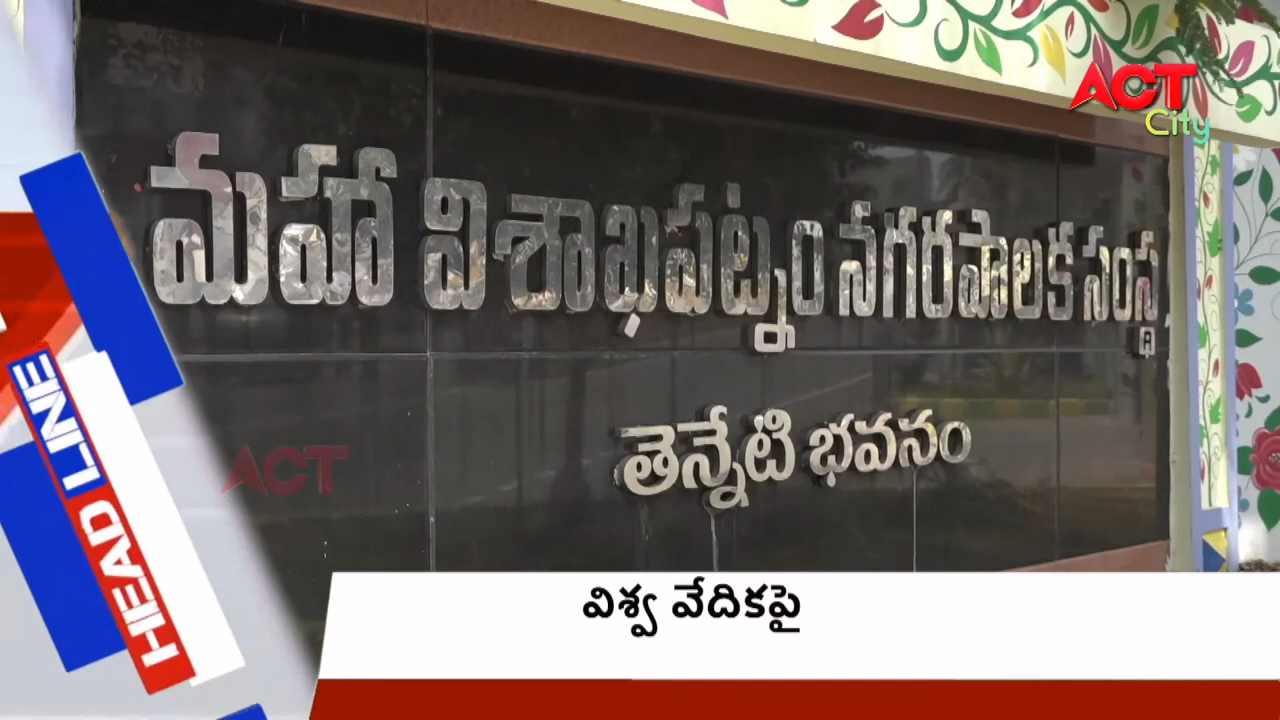 ACT
City
మహా విశాఖపట్నం నగరపాలక సంస్థ
తెన్నేటి భవనం
ACT
HEAD LINE
విశ్వ వేదికపై